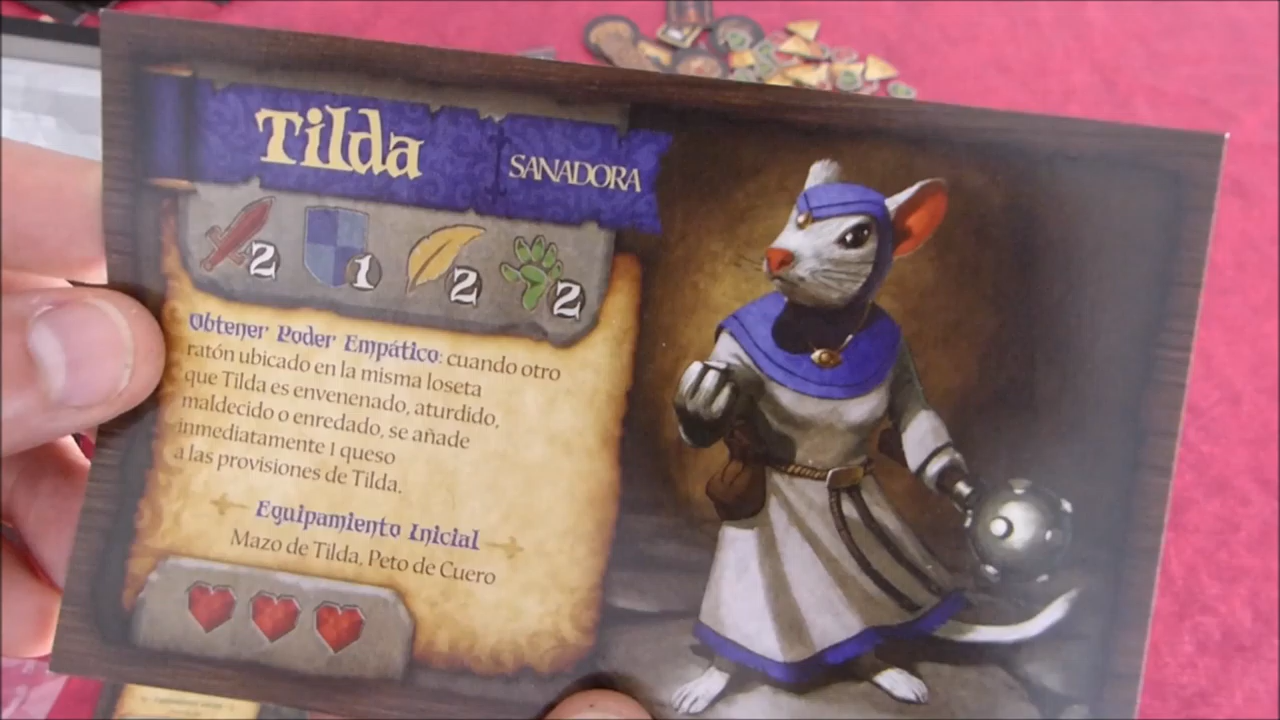 Tilda
SANADORA
2 1 2 2
Obtener Poder Empático: cuando otro
ratón ubicado en la misma loseta
que Tilda es envenenado, aturdido,
maldecido o enredado, se añade
inmediatamente 1 queso
a las provisiones de Tilda.
Equipamiento Inicial
Mazo de Tilda, Peto de Cuero